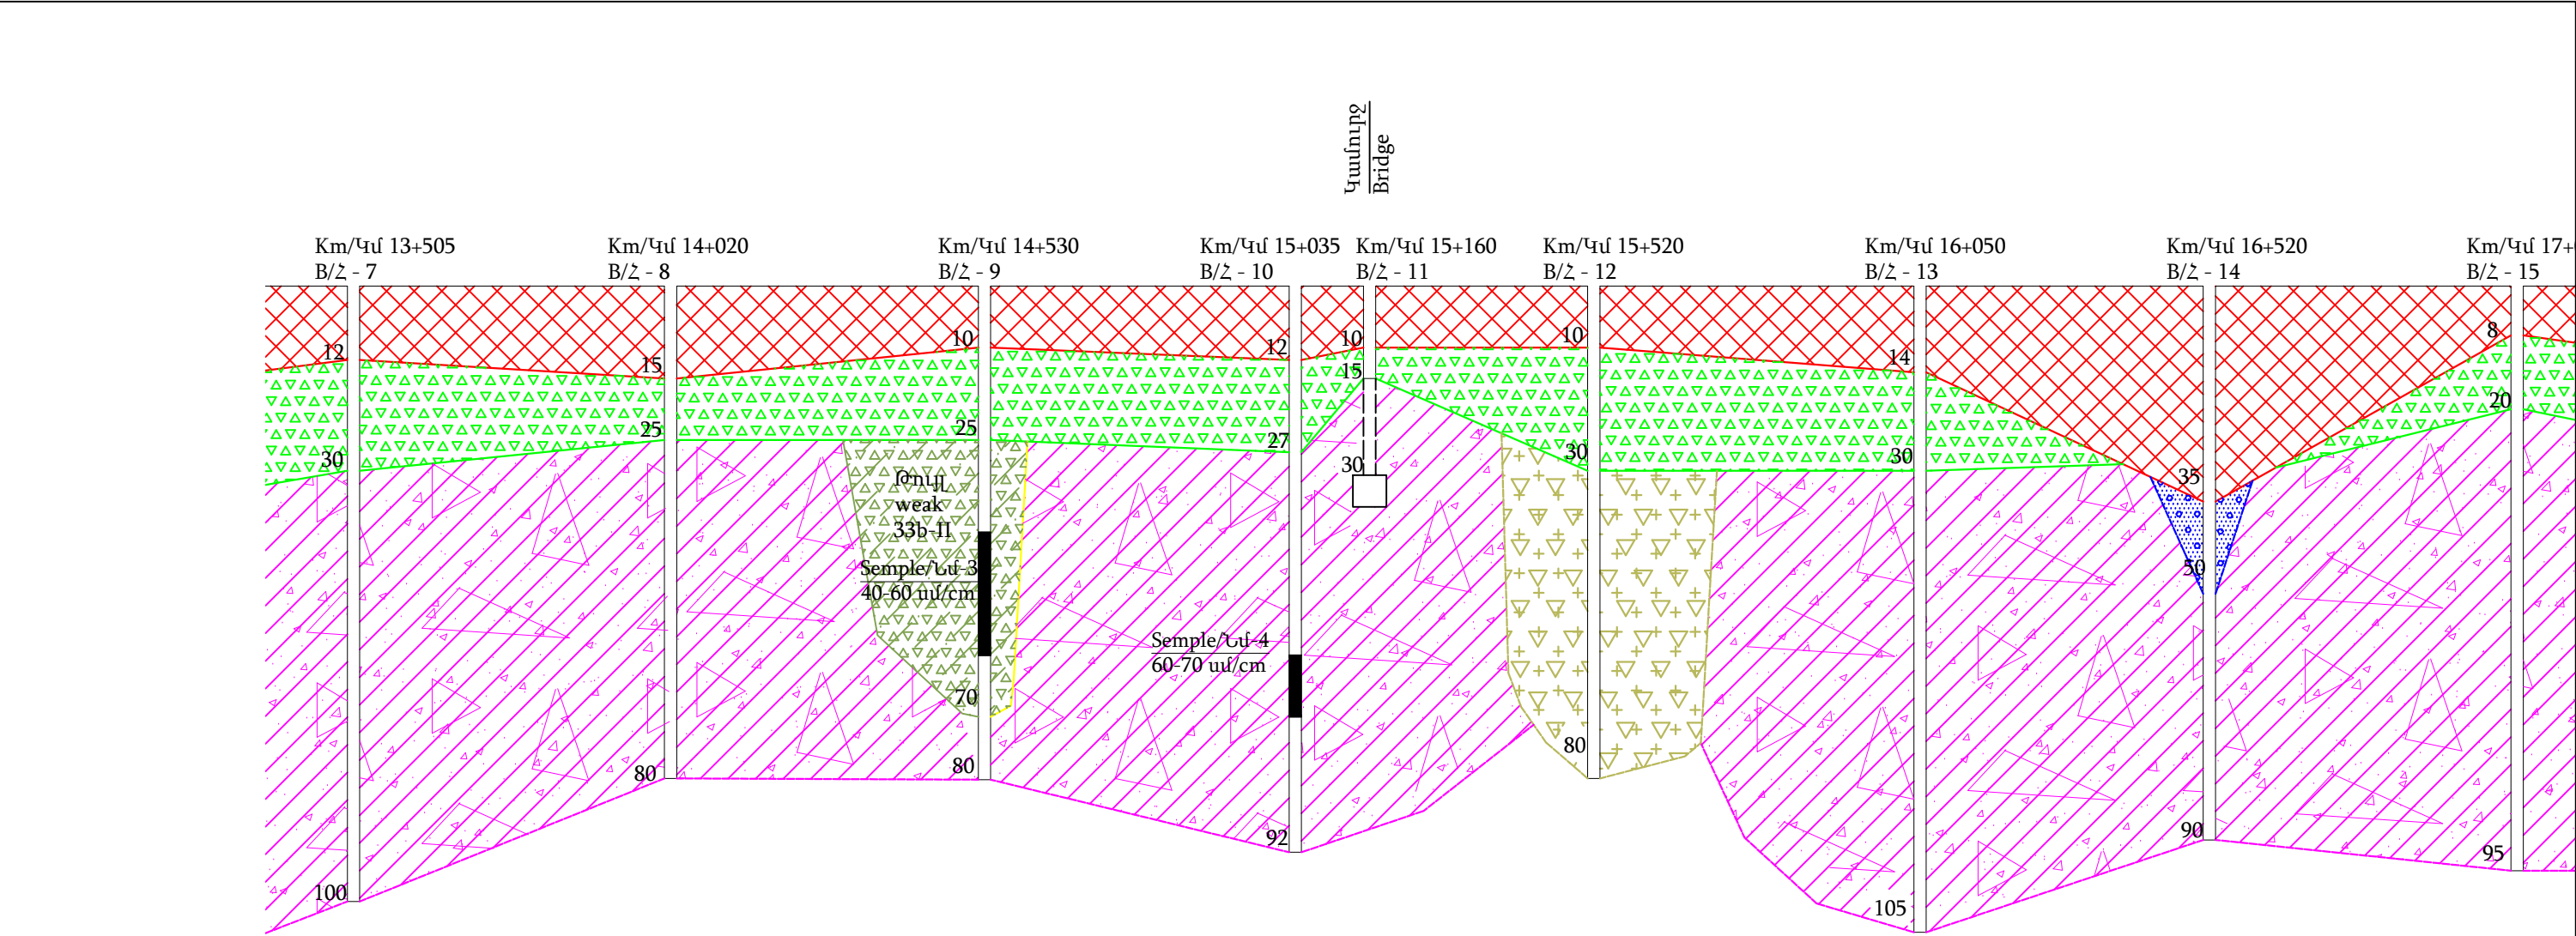 Կամուրջ
Bridge
Km/Կմ 13+505
B/Հ - 7
Km/Կմ 14+020
B/Հ - 8
Km/Կմ 14+530
B/Հ - 9
Km/Կմ 15+035
B/Հ - 10
Km/Կմ 15+160
B/Հ - 11
Km/Կմ 15+520
B/Հ - 12
Km/Կմ 16+050
B/Հ - 13
Km/Կմ 16+520
B/Հ - 14
Km/Կմ 17+
B/Հ - 15
12
30
100
15
25
80
10
25
Թույլ
weak
33b-II
Semple/Նմ-3
40-60 սմ/cm
70
80
12
27
Semple/Նմ-4
60-70 սմ/cm
92
10
15
30
10
30
80
14
30
105
35
50
90
8
20
95